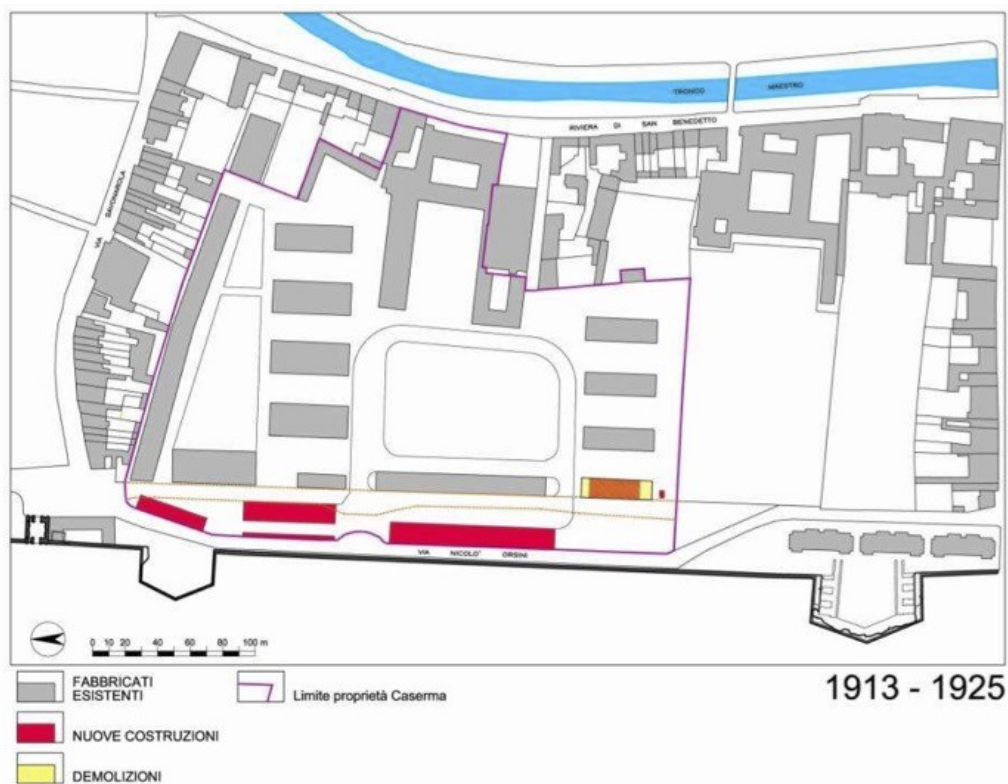 TRONCO MAESTRO
RIVIERA DI SAN BENEDETTO
VIA SAVONAROLA
VIA NICOLO' ORSINI
0 10 20 40 60 80 100 m
FABBRICATI
ESISTENTI
Limite proprietà Caserma
1913 - 1925
NUOVE COSTRUZIONI
DEMOLIZIONI